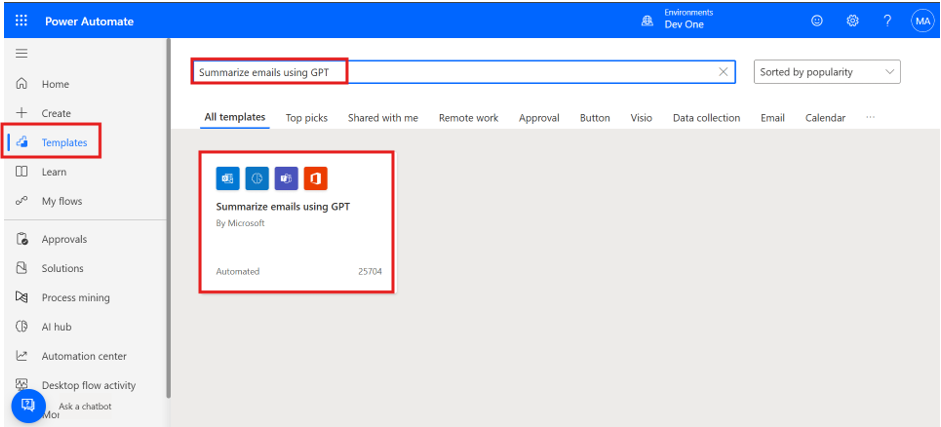 Power Automate
Environments
Dev One
MA
Summarize emails using GPT
Sorted by popularity
All templates
Top picks
Shared with me
Remote work
Approval
Button
Visio
Data collection
Email
Calendar
...
Home
Create
Templates
Learn
My flows
Approvals
Solutions
Process mining
AI hub
Automation center
Desktop flow activity
Ask a chatbot
Summarize emails using GPT
By Microsoft
Automated
25704